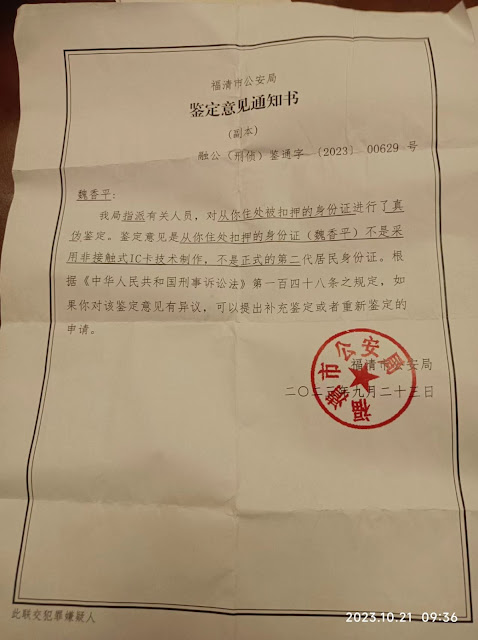 福清市公安局
鉴定意见通知书
(副本)
融公（刑侦）鉴通字 〔2023〕 00629 号
魏香平：
我局指派有关人员，对从你住处被扣押的身份证进行了真
伪鉴定。鉴定意见是从你住处扣押的身份证（魏香平）不是采
用非接触式IC卡技术制作，不是正式的第二代居民身份证。根
据《中华人民共和国刑事诉讼法》第一百四十八条之规定，如
果你对该鉴定意见有异议，可以提出补充鉴定或者重新鉴定的
申请。
福清市公安局
二〇二三年九月二十三日
福清市公安局
此联交犯罪嫌疑人
2023.10.21 09:36